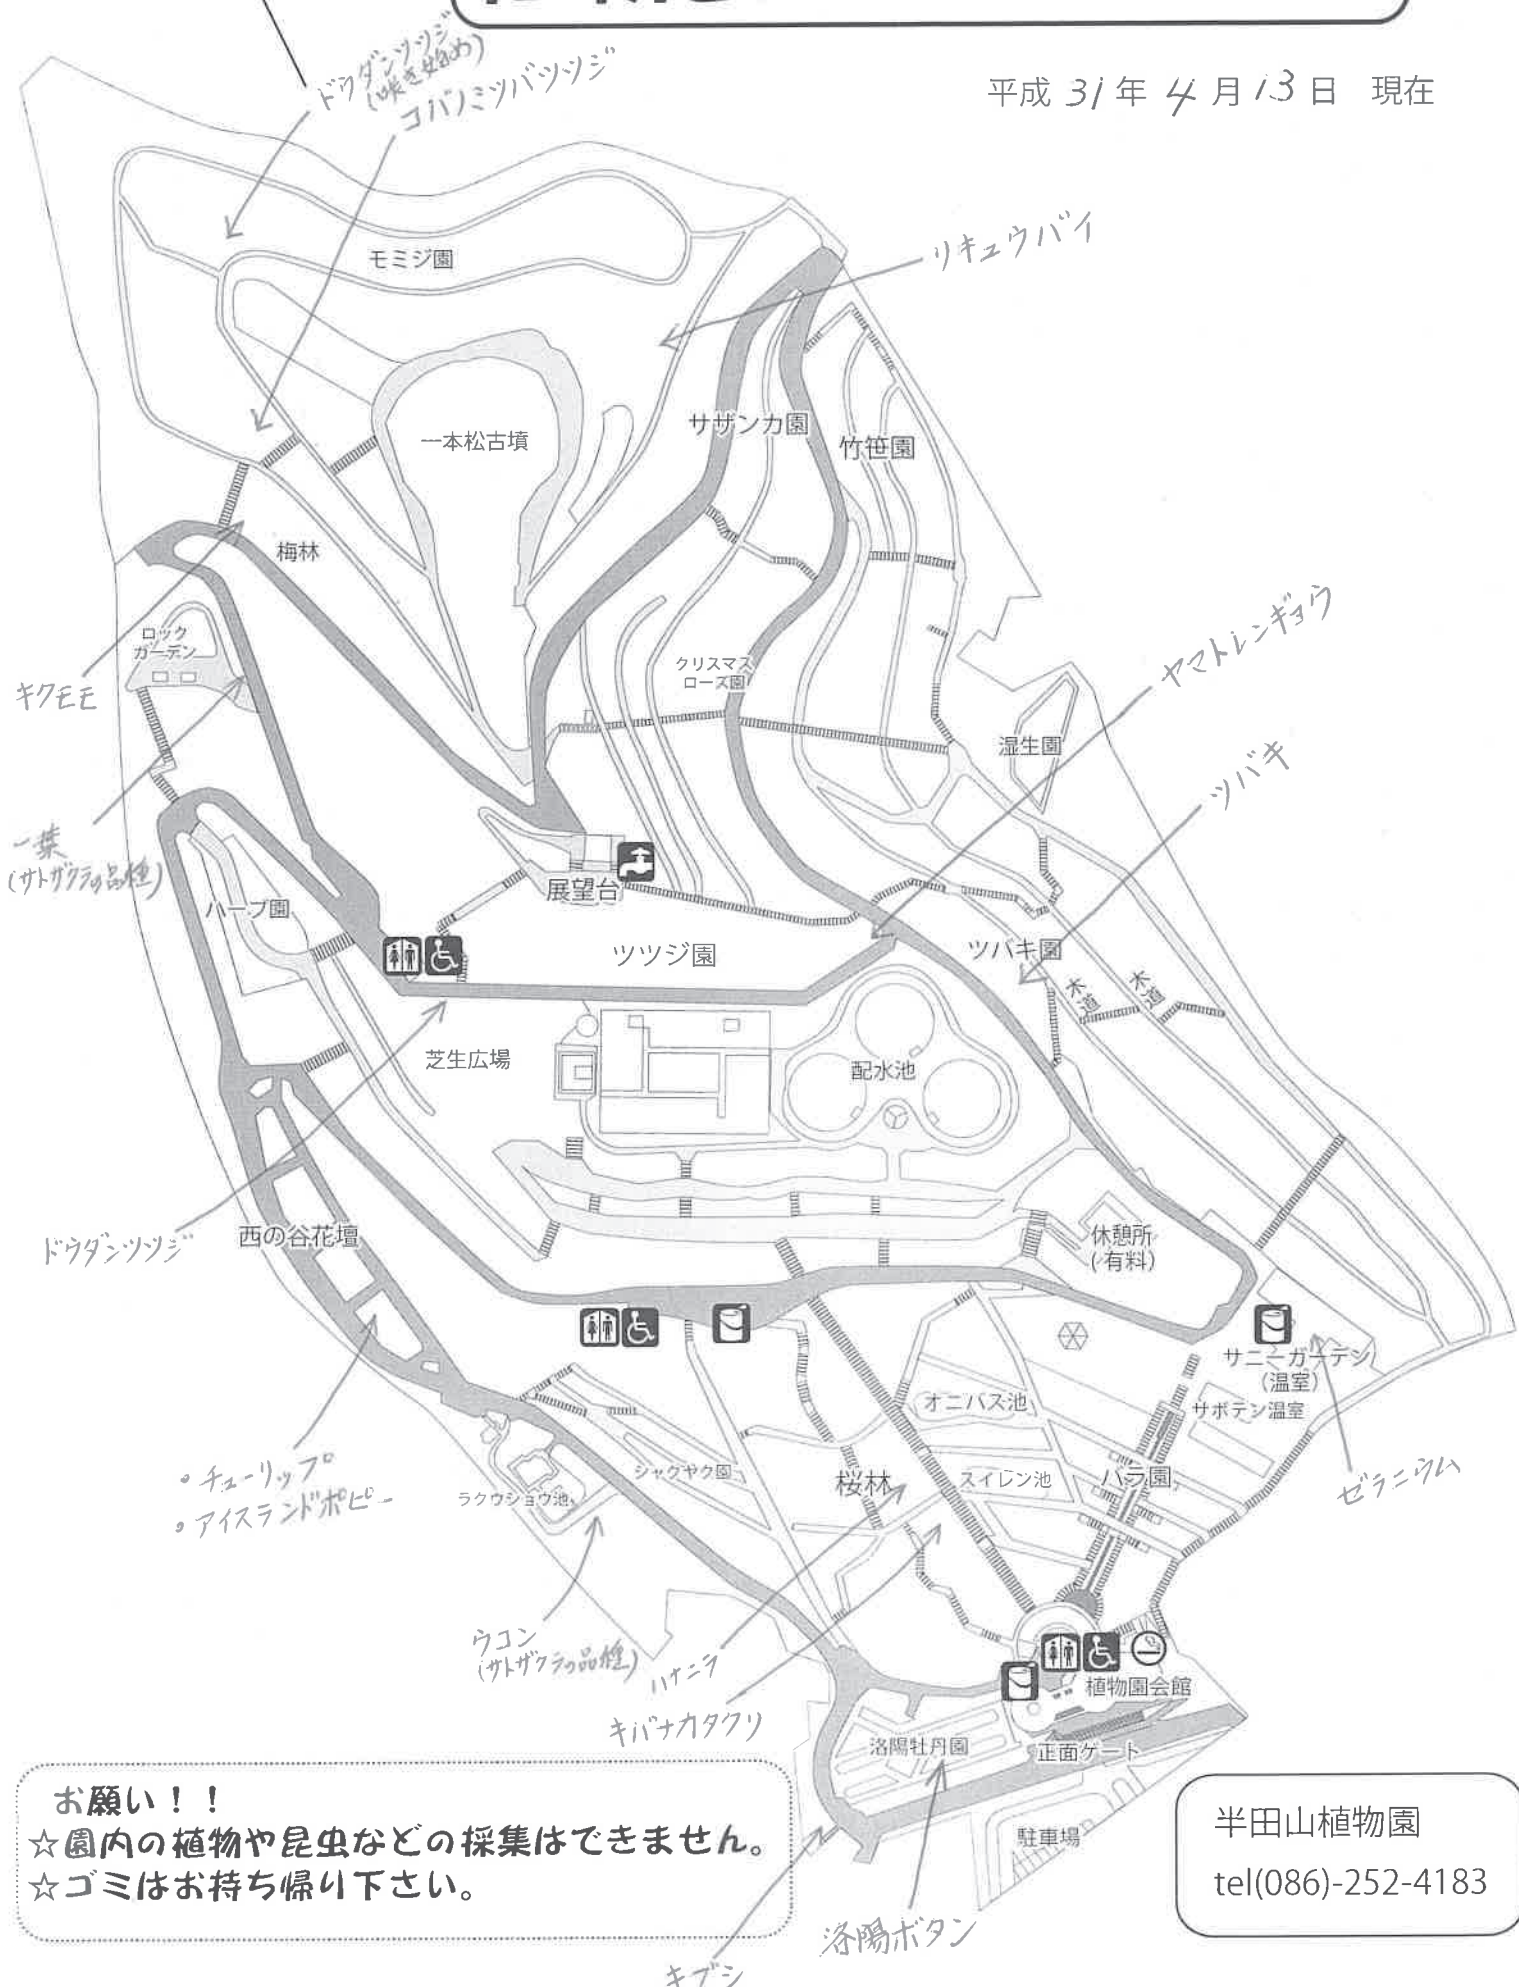 平成 31 年 4 月 13 日 現在
ドウダンツツジ
(咲き始め)
コバノミツバツツジ
モミジ園
リキュウバイ
一本松古墳
サザンカ園
竹笹園
梅林
ロック
ガーデン
キクモモ
クリスマス
ローズ園
ヤマトレンギョウ
湿生園
ツバキ
一葉
(サトザクラの品種)
ハーブ園
展望台
ツツジ園
ツバキ園
木道
木道
芝生広場
配水池
ドウダンツツジ
西の谷花壇
休憩所
(有料)
サニーガーデン
(温室)
サボテン温室
オニバス池
シャクヤク園
桜林
スイレン池
バラ園
ゼラニウム
・チューリップ
・アイスランドポピー
ラクウショウ池
ウコン
(サトザクラの品種)
ハナニラ
キバナカタクリ
植物園会館
洛陽牡丹園
正面ゲート
駐車場
お願い!!
☆園内の植物や昆虫などの採集はできません。
☆ゴミはお持ち帰り下さい。
半田山植物園
tel(086)-252-4183
洛陽ボタン
キブシ